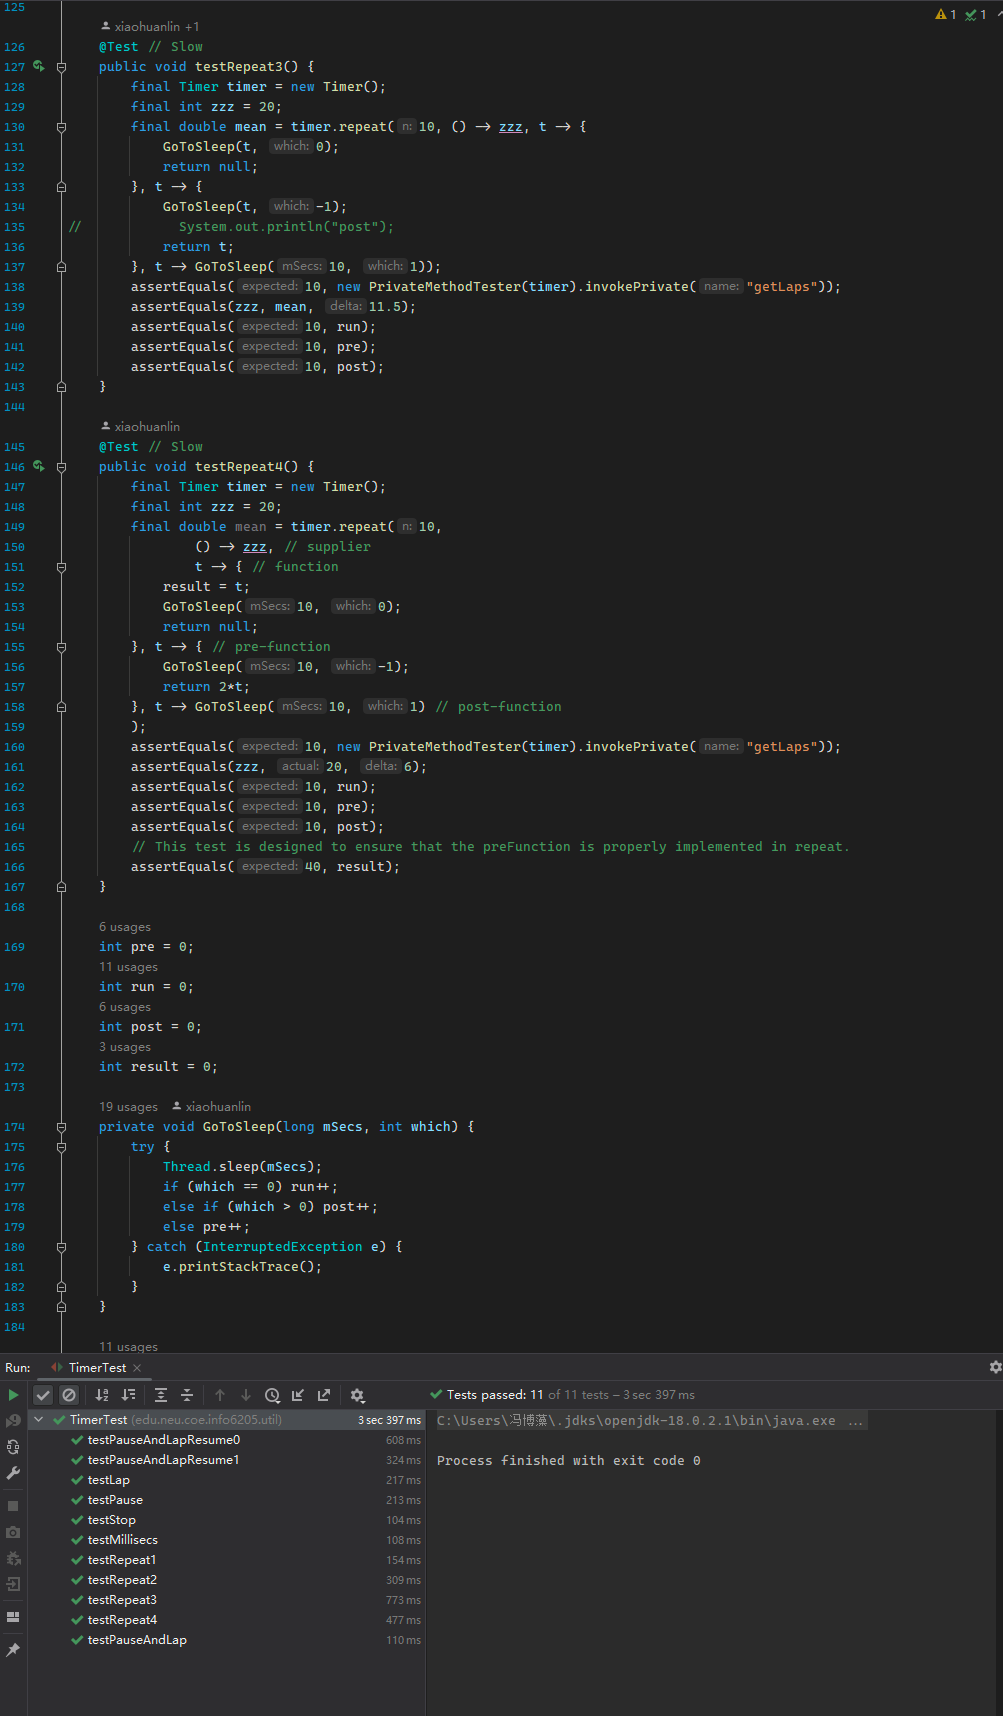 125
xiaohuanlin +1
1 1
126 @Test // Slow
127 public void testRepeat3() {
128 final Timer timer = new Timer();
129 final int zzz = 20;
130 final double mean = timer.repeat( n: 10, () -> zzz, t -> {
131 GoToSleep(t, which: 0);
132 return null;
133 }, t -> {
134 GoToSleep(t, which: -1);
135 // System.out.println("post");
136 return t;
137 }, t -> GoToSleep( mSecs: 10, which: 1));
138 assertEquals( expected: 10, new PrivateMethodTester(timer).invokePrivate( name: "getLaps"));
139 assertEquals(zzz, mean, delta: 11.5);
140 assertEquals( expected: 10, run);
141 assertEquals( expected: 10, pre);
142 assertEquals( expected: 10, post);
143 }
144
xiaohuanlin
145 @Test // Slow
146 public void testRepeat4() {
147 final Timer timer = new Timer();
148 final int zzz = 20;
149 final double mean = timer.repeat( n: 10,
150 () -> zzz, // supplier
151 t -> { // function
152 result = t;
153 GoToSleep( mSecs: 10, which: 0);
154 return null;
155 }, t -> { // pre-function
156 GoToSleep( mSecs: 10, which: -1);
157 return 2*t;
158 }, t -> GoToSleep( mSecs: 10, which: 1) // post-function
159 );
160 assertEquals( expected: 10, new PrivateMethodTester(timer).invokePrivate( name: "getLaps"));
161 assertEquals(zzz, actual: 20, delta: 6);
162 assertEquals( expected: 10, run);
163 assertEquals( expected: 10, pre);
164 assertEquals( expected: 10, post);
165 // This test is designed to ensure that the preFunction is properly implemented in repeat.
166 assertEquals( expected: 40, result);
167 }
168
6 usages
169 int pre = 0;
11 usages
170 int run = 0;
6 usages
171 int post = 0;
3 usages
172 int result = 0;
173
19 usages xiaohuanlin
174 private void GoToSleep(long mSecs, int which) {
175 try {
176 Thread.sleep(mSecs);
177 if (which == 0) run++;
178 else if (which > 0) post++;
179 else pre++;
180 } catch (InterruptedException e) {
181 e.printStackTrace();
182 }
183 }
184
11 usages
Run: TimerTest
Tests passed: 11 of 11 tests – 3 sec 397 ms
TimerTest (edu.neu.coe.info6205.util) 3 sec 397 ms
testPauseAndLapResume0 608 ms
testPauseAndLapResume1 324 ms
testLap 217 ms
testPause 213 ms
testStop 104 ms
testMillisecs 108 ms
testRepeat1 154 ms
testRepeat2 309 ms
testRepeat3 773 ms
testRepeat4 477 ms
testPauseAndLap 110 ms
C:\Users\冯博藻\.jdks\openjdk-18.0.2.1\bin\java.exe ...
Process finished with exit code 0